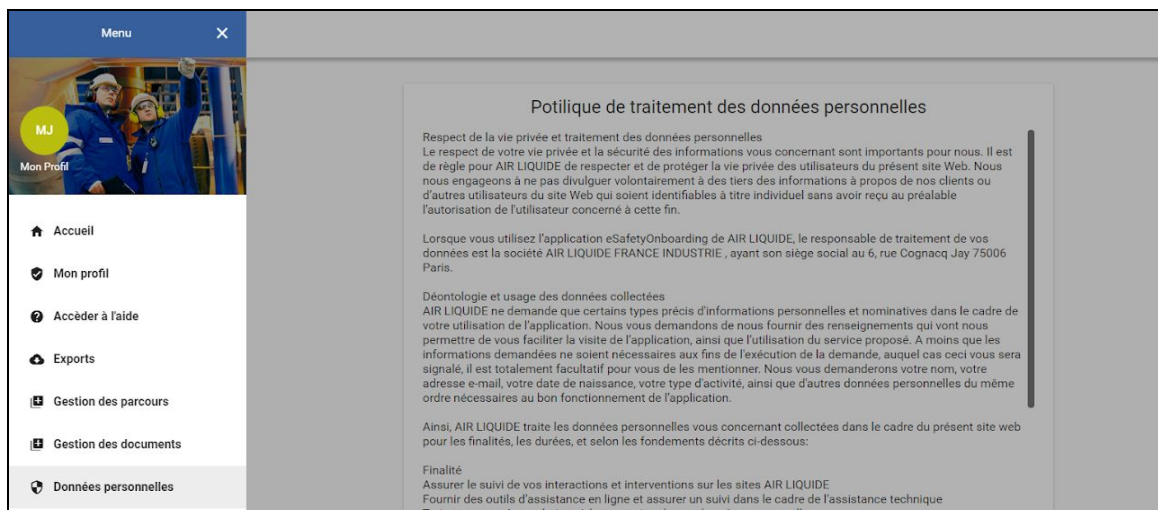 Menu ×
MJ
Mon Profil
Accueil
Mon profil
Accèder à l'aide
Exports
Gestion des parcours
Gestion des documents
Données personnelles
Potilique de traitement des données personnelles
Respect de la vie privée et traitement des données personnelles
Le respect de votre vie privée et la sécurité des informations vous concernant sont importants pour nous. Il est
de règle pour AIR LIQUIDE de respecter et de protéger la vie privée des utilisateurs du présent site Web. Nous
nous engageons à ne pas divulguer volontairement à des tiers des informations à propos de nos clients ou
d'autres utilisateurs du site Web qui soient identifiables à titre individuel sans avoir reçu au préalable
l'autorisation de l'utilisateur concerné à cette fin.
Lorsque vous utilisez l'application eSafetyOnboarding de AIR LIQUIDE, le responsable de traitement de vos
données est la société AIR LIQUIDE FRANCE INDUSTRIE , ayant son siège social au 6, rue Cognacq Jay 75006
Paris.
Déontologie et usage des données collectées
AIR LIQUIDE ne demande que certains types précis d'informations personnelles et nominatives dans le cadre de
votre utilisation de l'application. Nous vous demandons de nous fournir des renseignements qui vont nous
permettre de vous faciliter la visite de l'application, ainsi que l'utilisation du service proposé. A moins que les
informations demandées ne soient nécessaires aux fins de l'exécution de la demande, auquel cas ceci vous sera
signalé, il est totalement facultatif pour vous de les mentionner. Nous vous demanderons votre nom, votre
adresse e-mail, votre date de naissance, votre type d'activité, ainsi que d'autres données personnelles du même
ordre nécessaires au bon fonctionnement de l'application.
Ainsi, AIR LIQUIDE traite les données personnelles vous concernant collectées dans le cadre du présent site web
pour les finalités, les durées, et selon les fondements décrits ci-dessous:
Finalité
Assurer le suivi de vos interactions et interventions sur les sites AIR LIQUIDE
Fournir des outils d'assistance en ligne et assurer un suivi dans le cadre de l'assistance technique